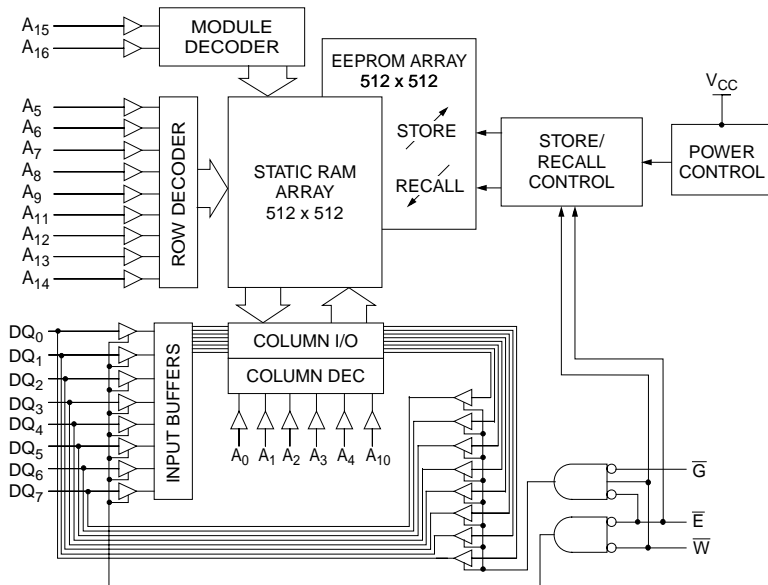 A15
A16
MODULE
DECODER
EEPROM ARRAY
512 x 512
STORE
RECALL
VCC
A5
A6
A7
A8
A9
A11
A12
A13
A14
ROW DECODER
STATIC RAM
ARRAY
512 x 512
STORE/
RECALL
CONTROL
POWER
CONTROL
DQ0
DQ1
DQ2
DQ3
DQ4
DQ5
DQ6
DQ7
INPUT BUFFERS
COLUMN I/O
COLUMN DEC
A0 A1 A2 A3 A4 A10
G̅
E̅
W̅